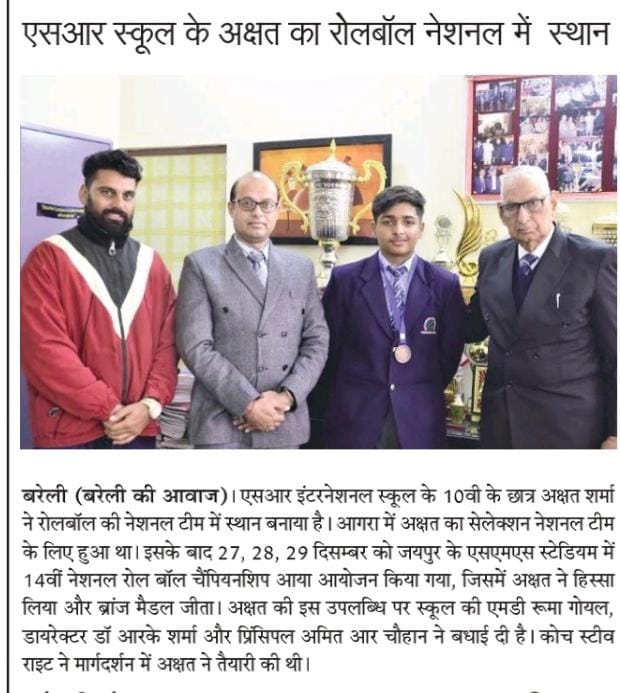 एसआर स्कूल के अक्षत का रोलबॉल नेशनल में स्थान
बरेली (बरेली की आवाज)। एसआर इंटरनेशनल स्कूल के 10वी के छात्र अक्षत शर्मा
ने रोलबॉल की नेशनल टीम में स्थान बनाया है। आगरा में अक्षत का सेलेक्शन नेशनल टीम
के लिए हुआ था। इसके बाद 27, 28, 29 दिसम्बर को जयपुर के एसएमएस स्टेडियम में
14वीं नेशनल रोल बॉल चैंपियनशिप आया आयोजन किया गया, जिसमें अक्षत ने हिस्सा
लिया और ब्रांज मैडल जीता। अक्षत की इस उपलब्धि पर स्कूल की एमडी रूमा गोयल,
डायरेक्टर डॉ आरके शर्मा और प्रिंसिपल अमित आर चौहान ने बधाई दी है। कोच स्टीव
राइट ने मार्गदर्शन में अक्षत ने तैयारी की थी।